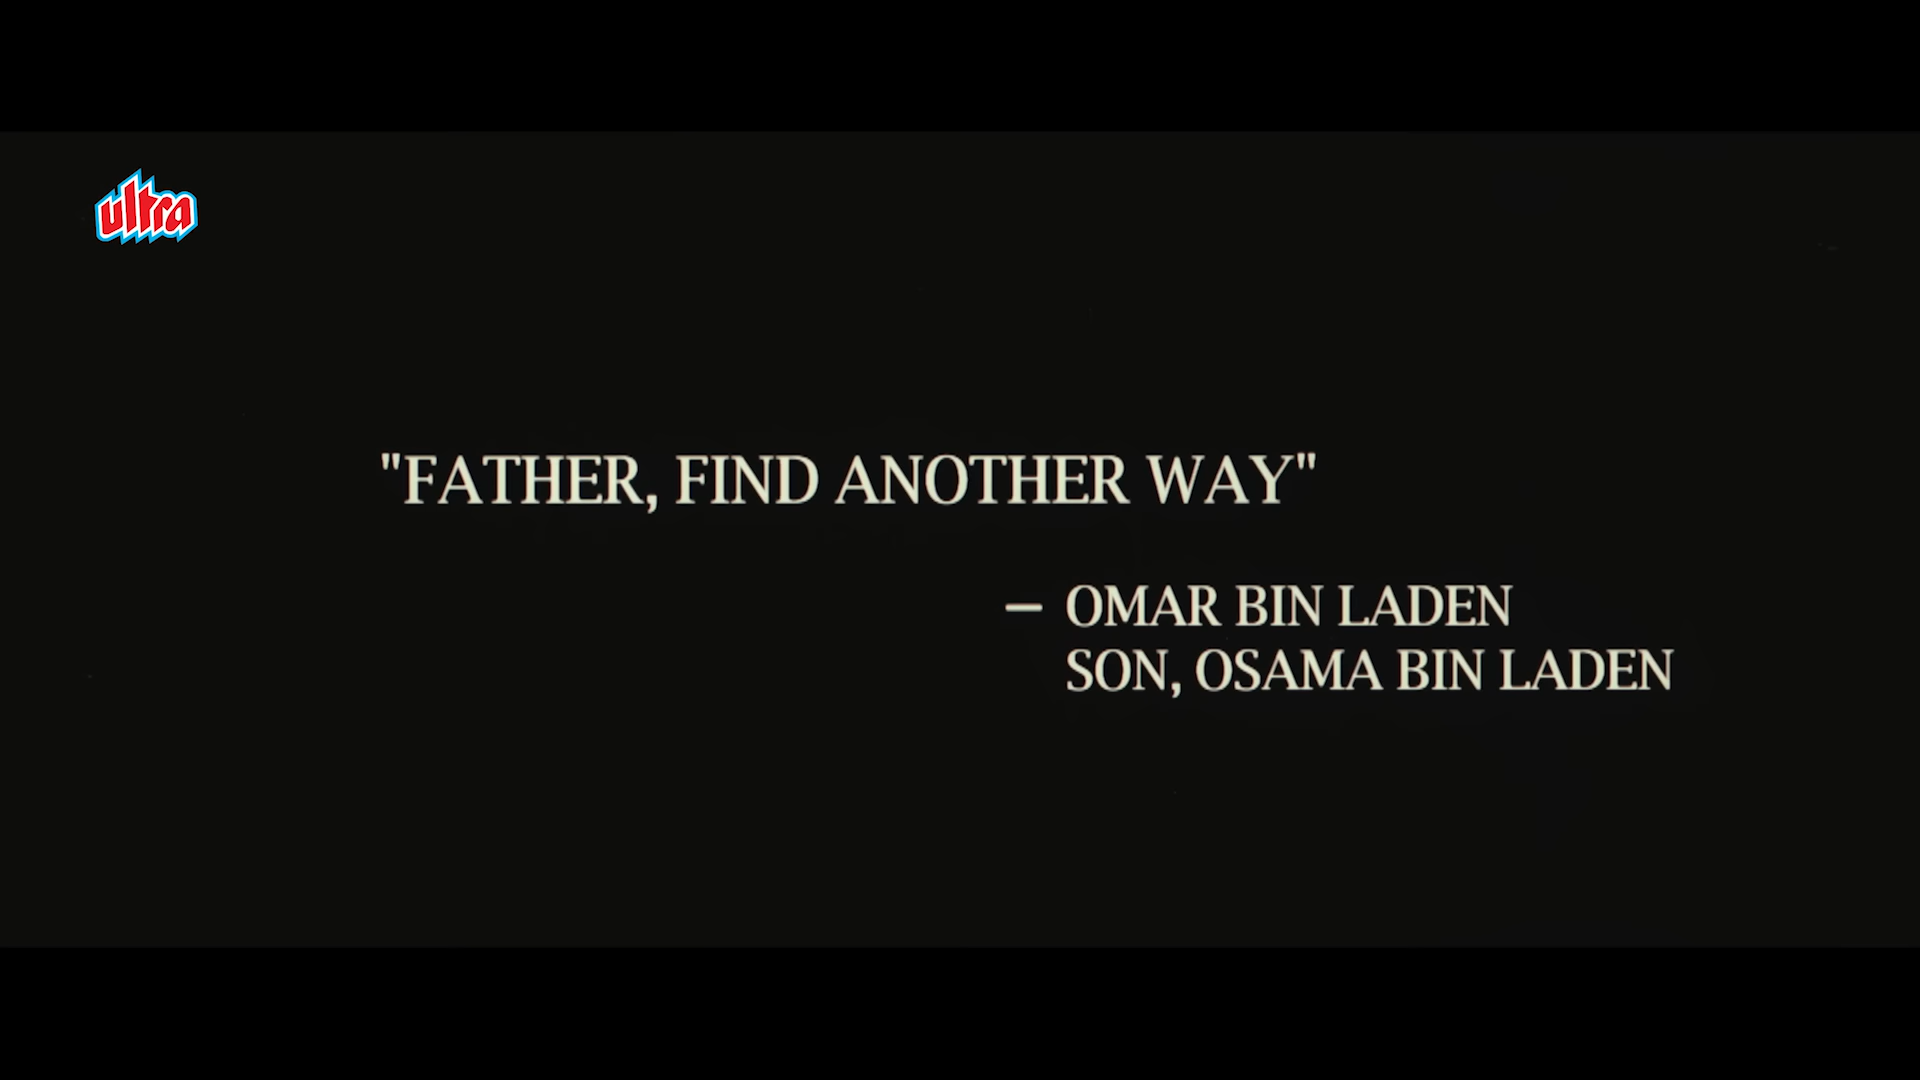 ultra
"FATHER, FIND ANOTHER WAY"
— OMAR BIN LADEN
SON, OSAMA BIN LADEN